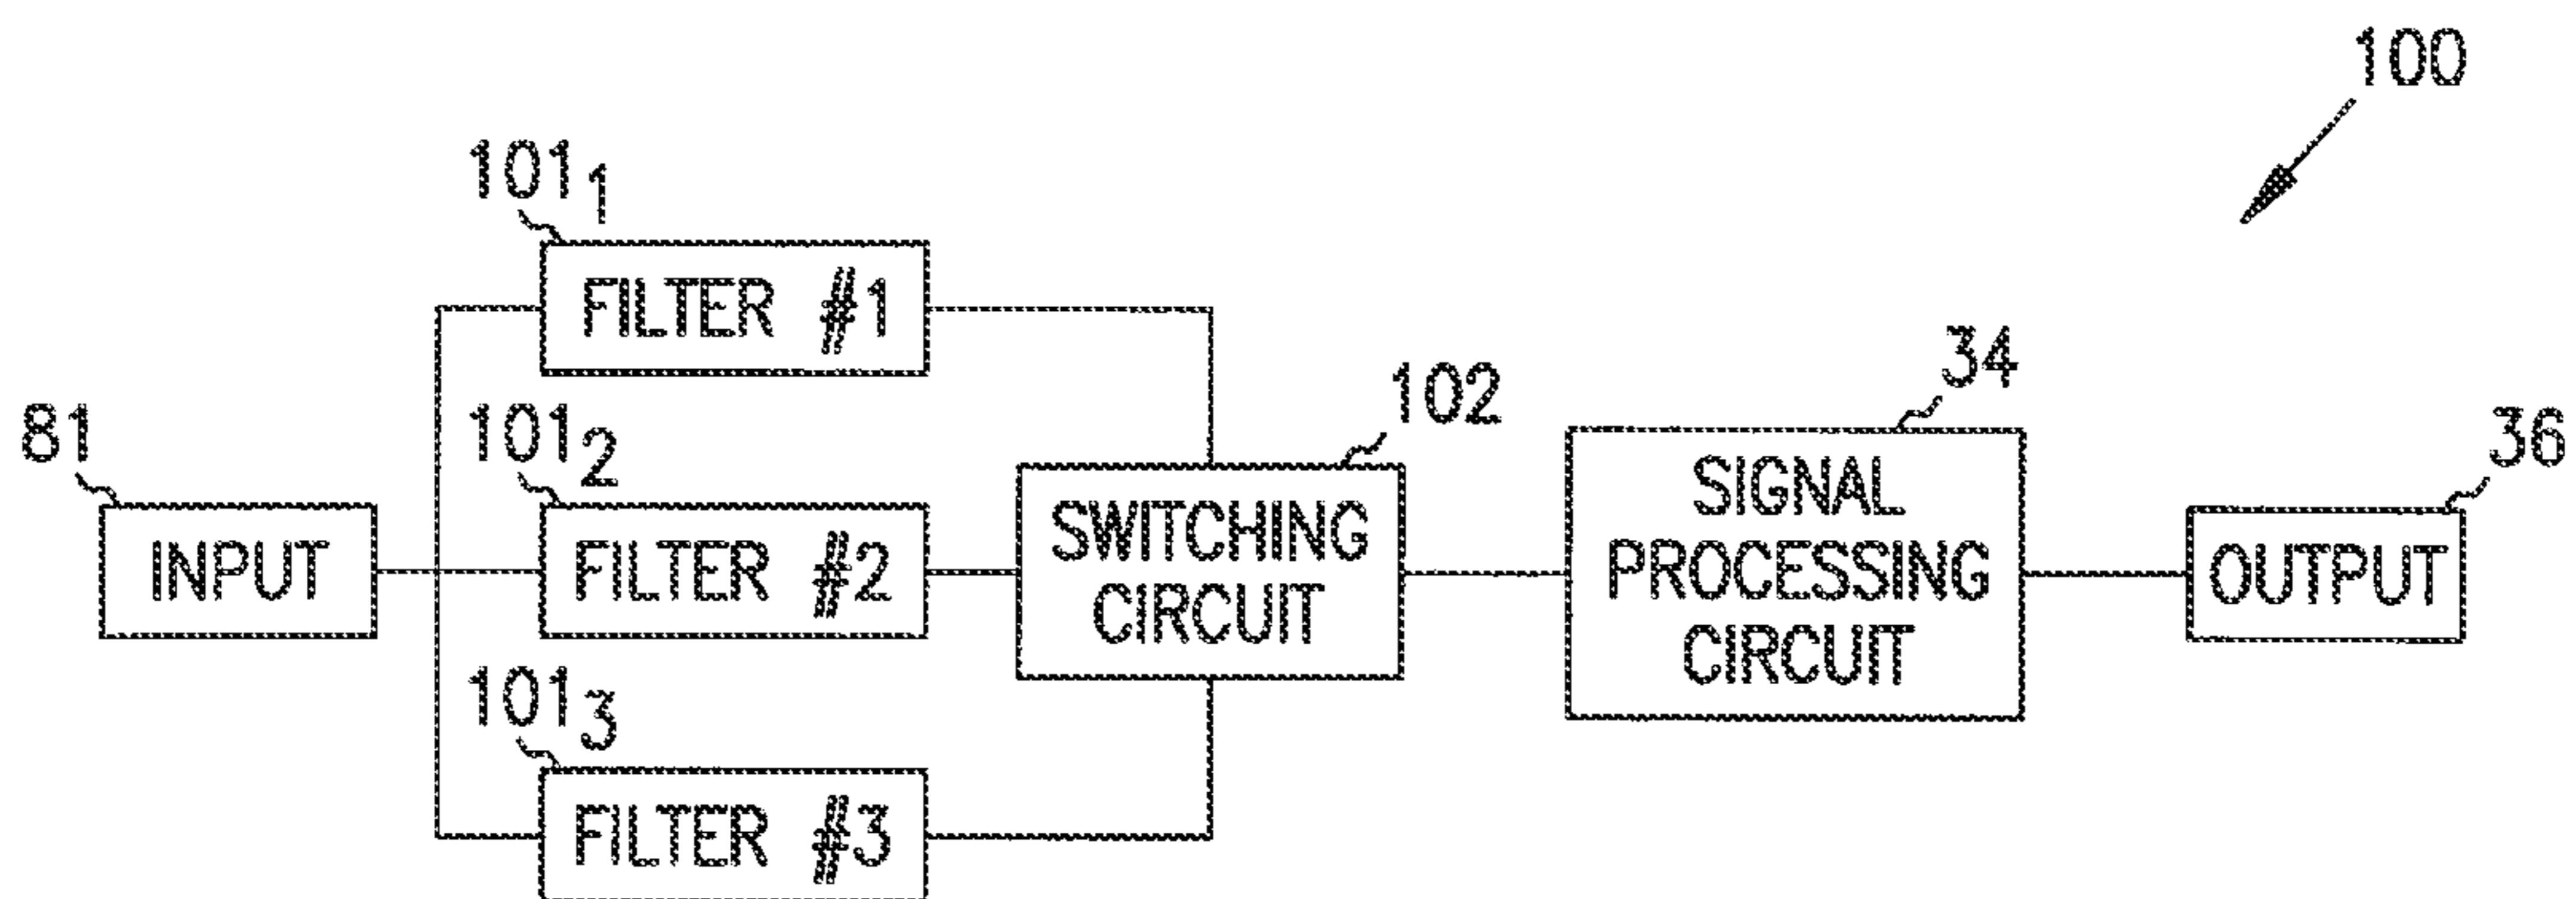 100
101₁
FILTER #1
34
102
36
81
101₂
SIGNAL
PROCESSING
CIRCUIT
SWITCHING
CIRCUIT
INPUT
FILTER #2
OUTPUT
101₃
FILTER #3